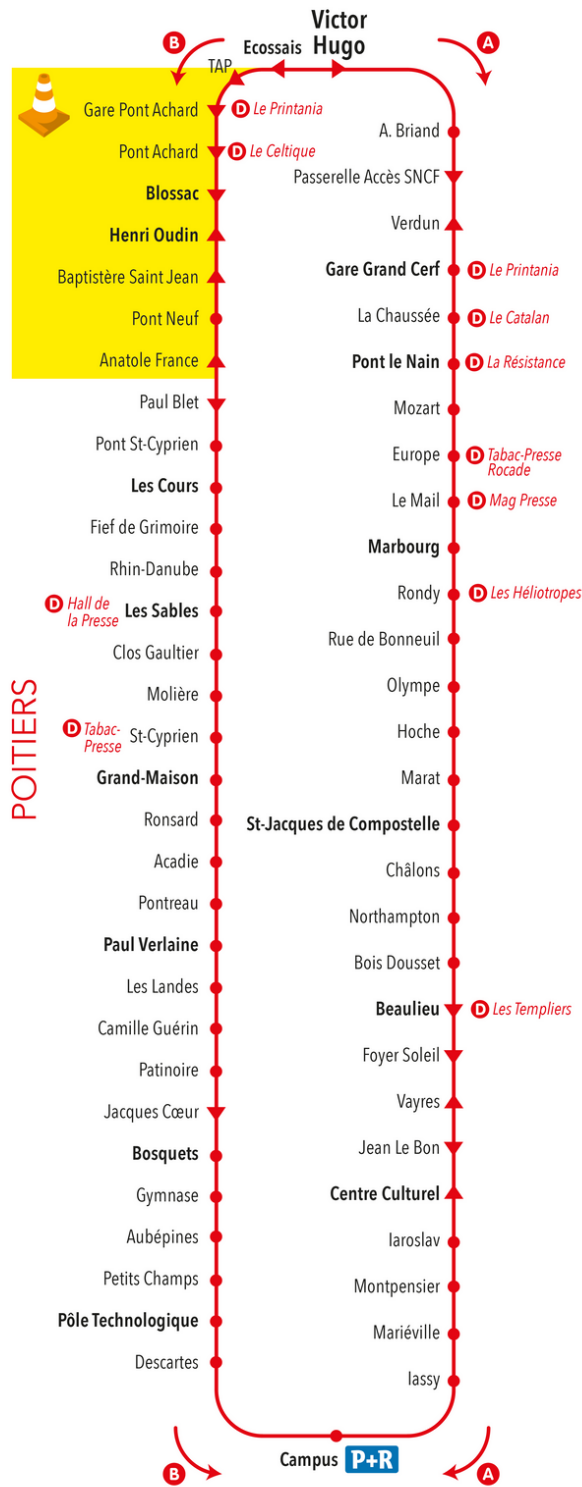 Victor
Hugo
Ecossais
B
A
TAP
Gare Pont Achard
D Le Printania
Pont Achard
D Le Celtique
Blossac
Henri Oudin
Baptistère Saint Jean
Pont Neuf
Anatole France
Paul Blet
Pont St-Cyprien
Les Cours
Fief de Grimoire
Rhin-Danube
D Hall de
la Presse
Les Sables
Clos Gaultier
Molière
D Tabac-
Presse
St-Cyprien
Grand-Maison
Ronsard
Acadie
Pontreau
Paul Verlaine
Les Landes
Camille Guérin
Patinoire
Jacques Cœur
Bosquets
Gymnase
Aubépines
Petits Champs
Pôle Technologique
Descartes
POITIERS
A. Briand
Passerelle Accès SNCF
Verdun
Gare Grand Cerf
D Le Printania
La Chaussée
D Le Catalan
Pont le Nain
D La Résistance
Mozart
Europe
D Tabac-Presse
Rocade
Le Mail
D Mag Presse
Marbourg
Rondy
D Les Héliotropes
Rue de Bonneuil
Olympe
Hoche
Marat
St-Jacques de Compostelle
Châlons
Northampton
Bois Dousset
Beaulieu
D Les Templiers
Foyer Soleil
Vayres
Jean Le Bon
Centre Culturel
Iaroslav
Montpensier
Mariéville
Iassy
Campus P+R
B
A